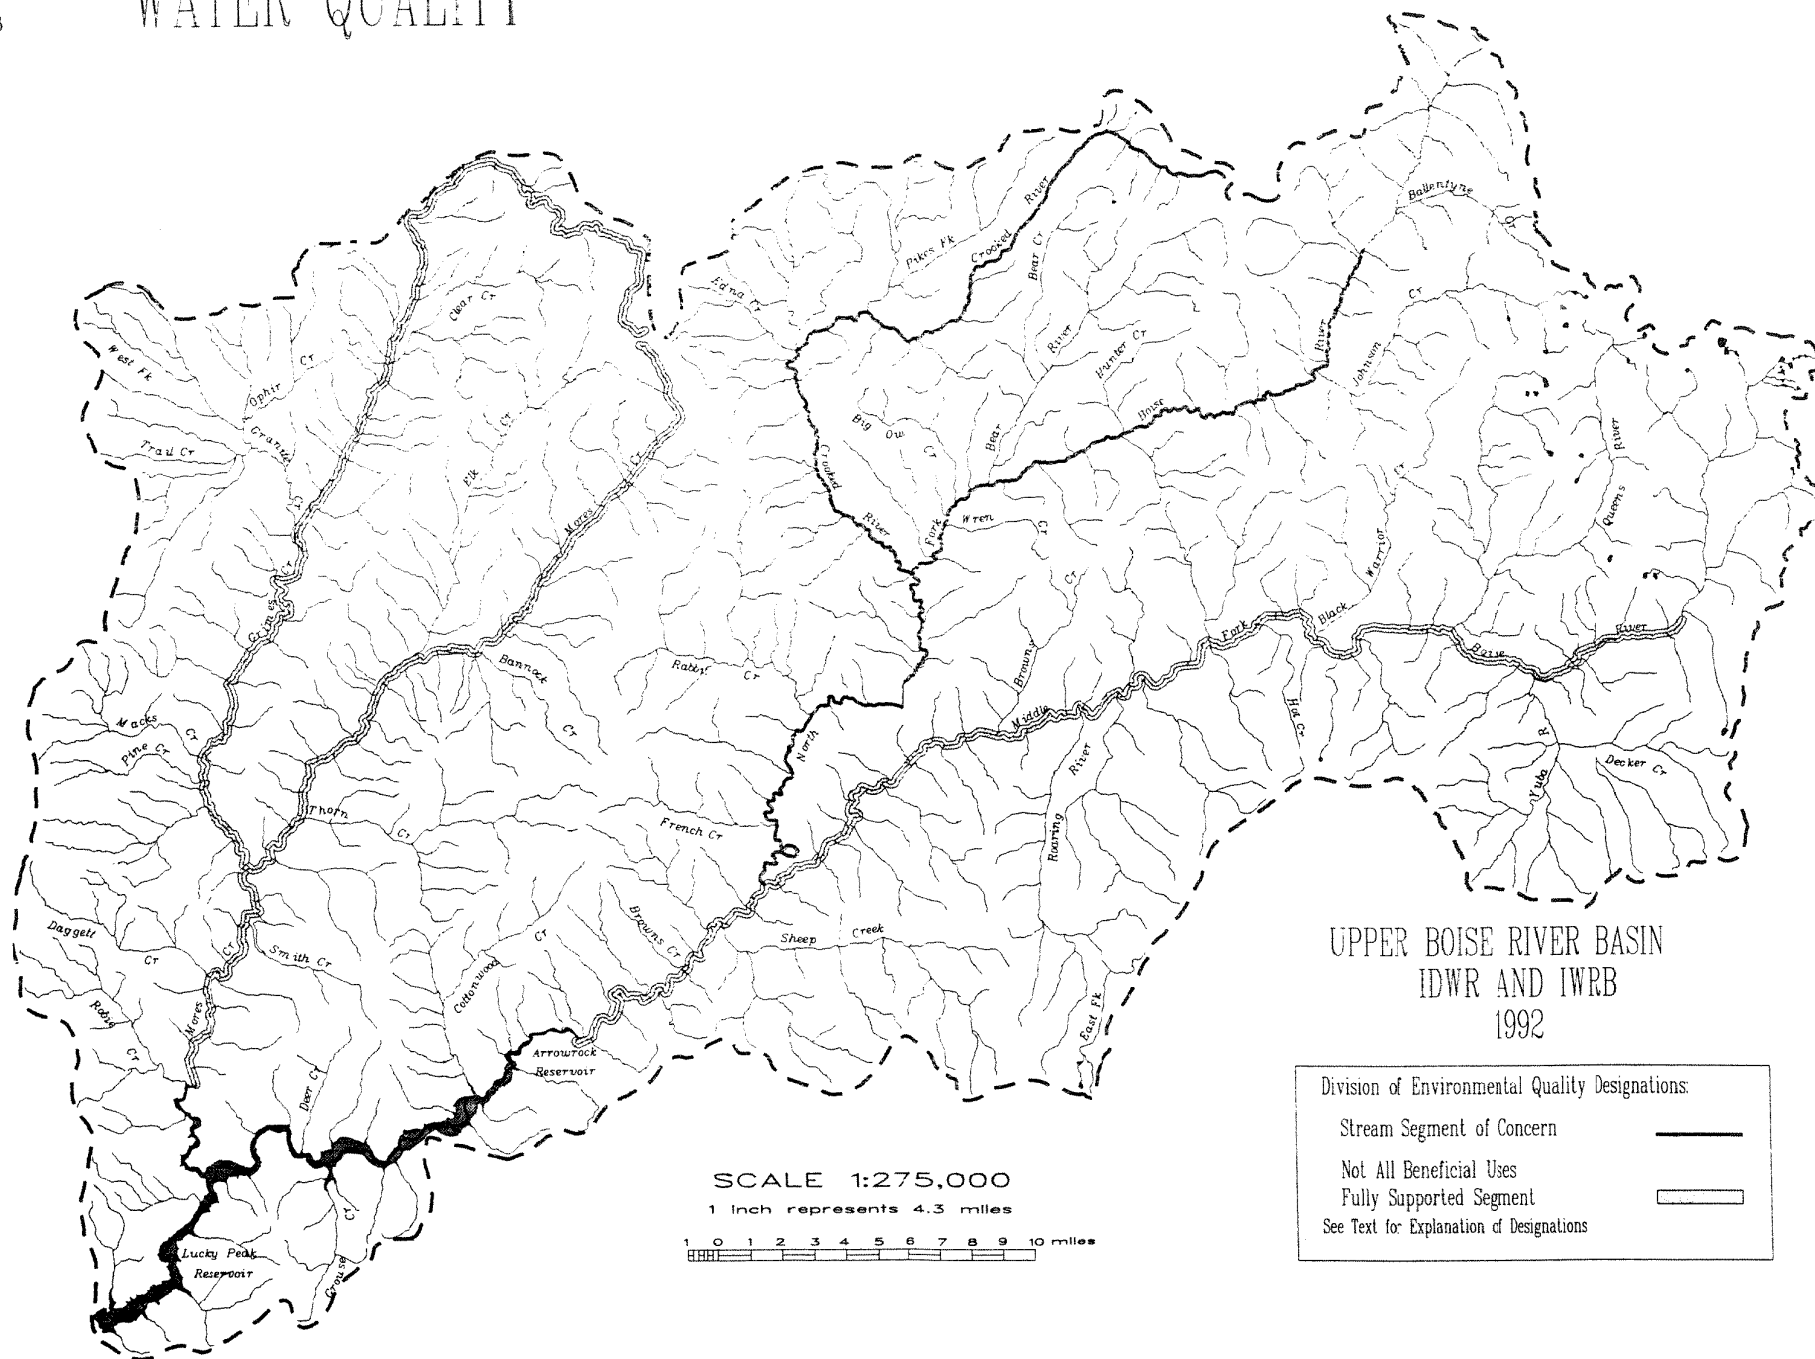 WATER QUALITY
Ballentyne
Cr
River
Crooked
Pikes Fk
Bear Cr
Edna Cr
Clear Cr
Cr
River
River
Hunter Cr
Johnson
West Fk
Ophir
Cr
Granite
Cr
Trail Cr
Elk
Cr
Mores
Cr
Big Owl
Cr
Bear
Boise
Crooked
River
Fork
Wren
Cr
Warrior
Cr
River
Queens
Grimes
Cr
Browns
Cr
Fork
Black
Boise
River
Bannock
Cr
Rabbit
Cr
Middle
Hot Cr
Macks
Cr
Pine Cr
North
River
Roaring
Yuba
R
Decker Cr
Thorn
Cr
French Cr
Daggett
Cr
Cr
Smith Cr
Cottonwood
Cr
Browns Cr
Sheep
Creek
East Fk
Robie
Cr
Mores
Deer Cr
Arrowrock
Reservoir
Lucky Peak
Reservoir
Cr
Grouse
UPPER BOISE RIVER BASIN
IDWR AND IWRB
1992
Division of Environmental Quality Designations:
Stream Segment of Concern
Not All Beneficial Uses
Fully Supported Segment
See Text for Explanation of Designations
SCALE 1:275,000
1 inch represents 4.3 miles
1 0 1 2 3 4 5 6 7 8 9 10 miles